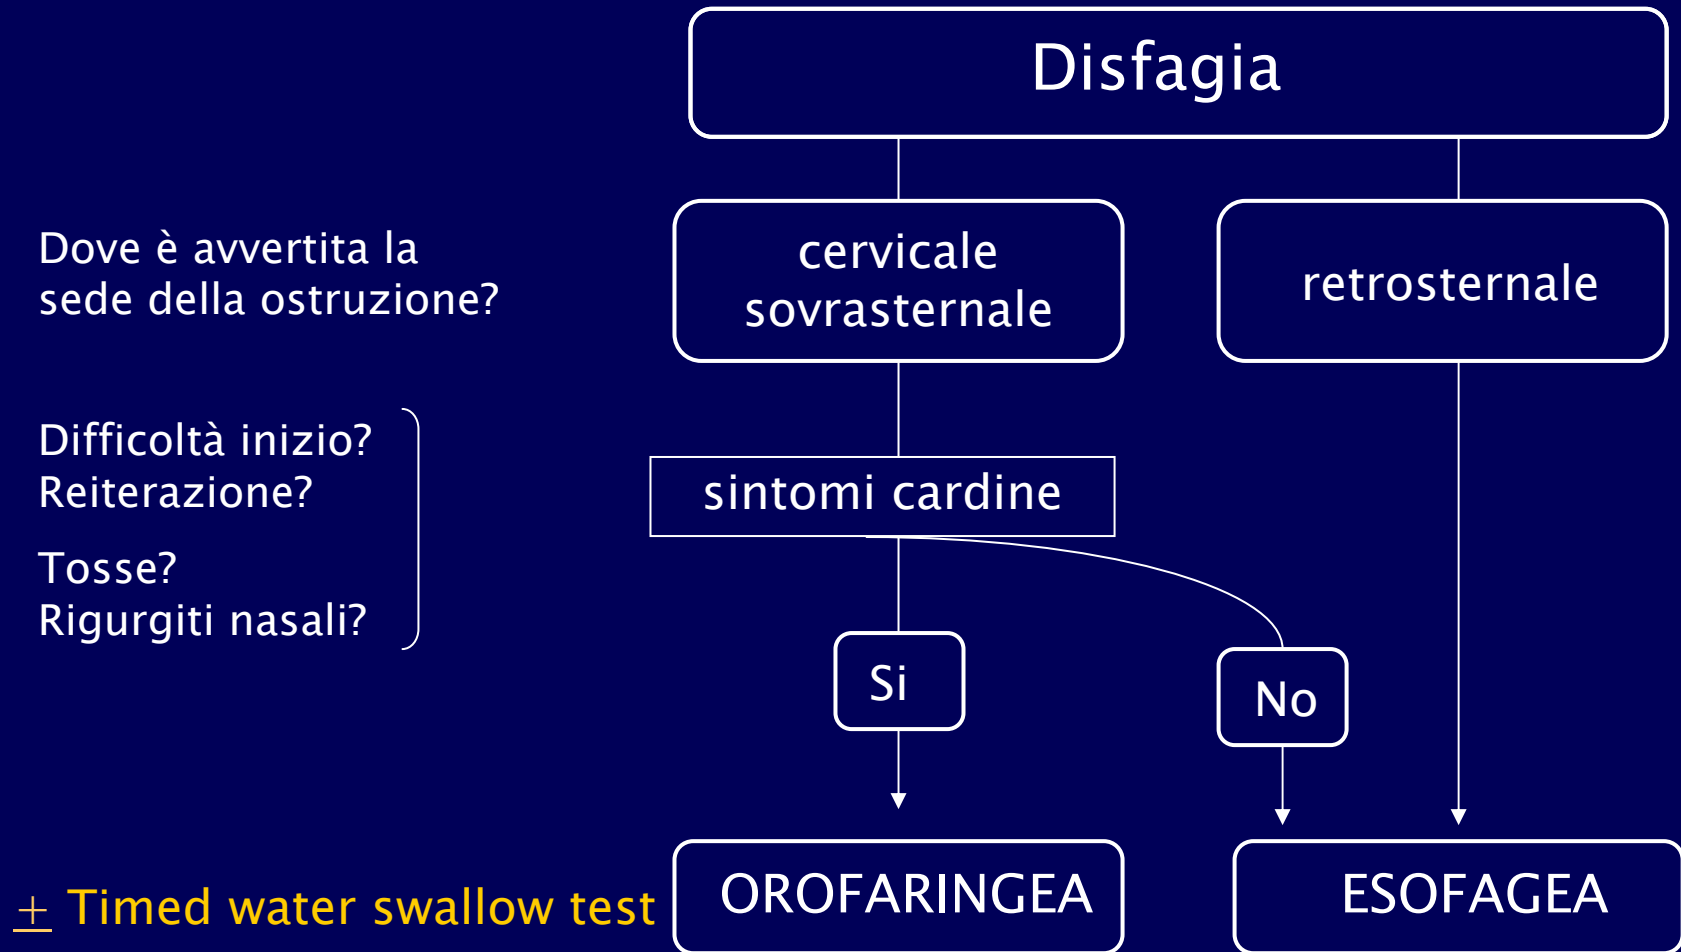 Disfagia
Dove è avvertita la
sede della ostruzione?
cervicale
sovrasternale
retrosternale
Difficoltà inizio?
Reiterazione?
Tosse?
Rigurgiti nasali?
sintomi cardine
Si
No
± Timed water swallow test
OROFARINGEA
ESOFAGEA